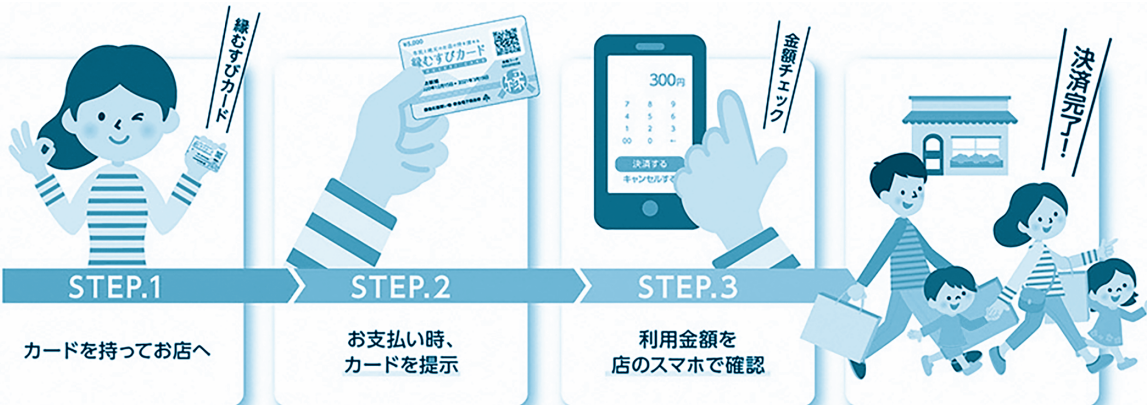 縁むすびカード
STEP.1
カードを持ってお店へ
¥5,000
縁むすびカード
STEP.2
お支払い時、
カードを提示
金額チェック
300円
7 8 9
4 5 6
1 2 3
00 0 ←
決済する
キャンセルする
STEP.3
利用金額を
店のスマホで確認
決済完了!